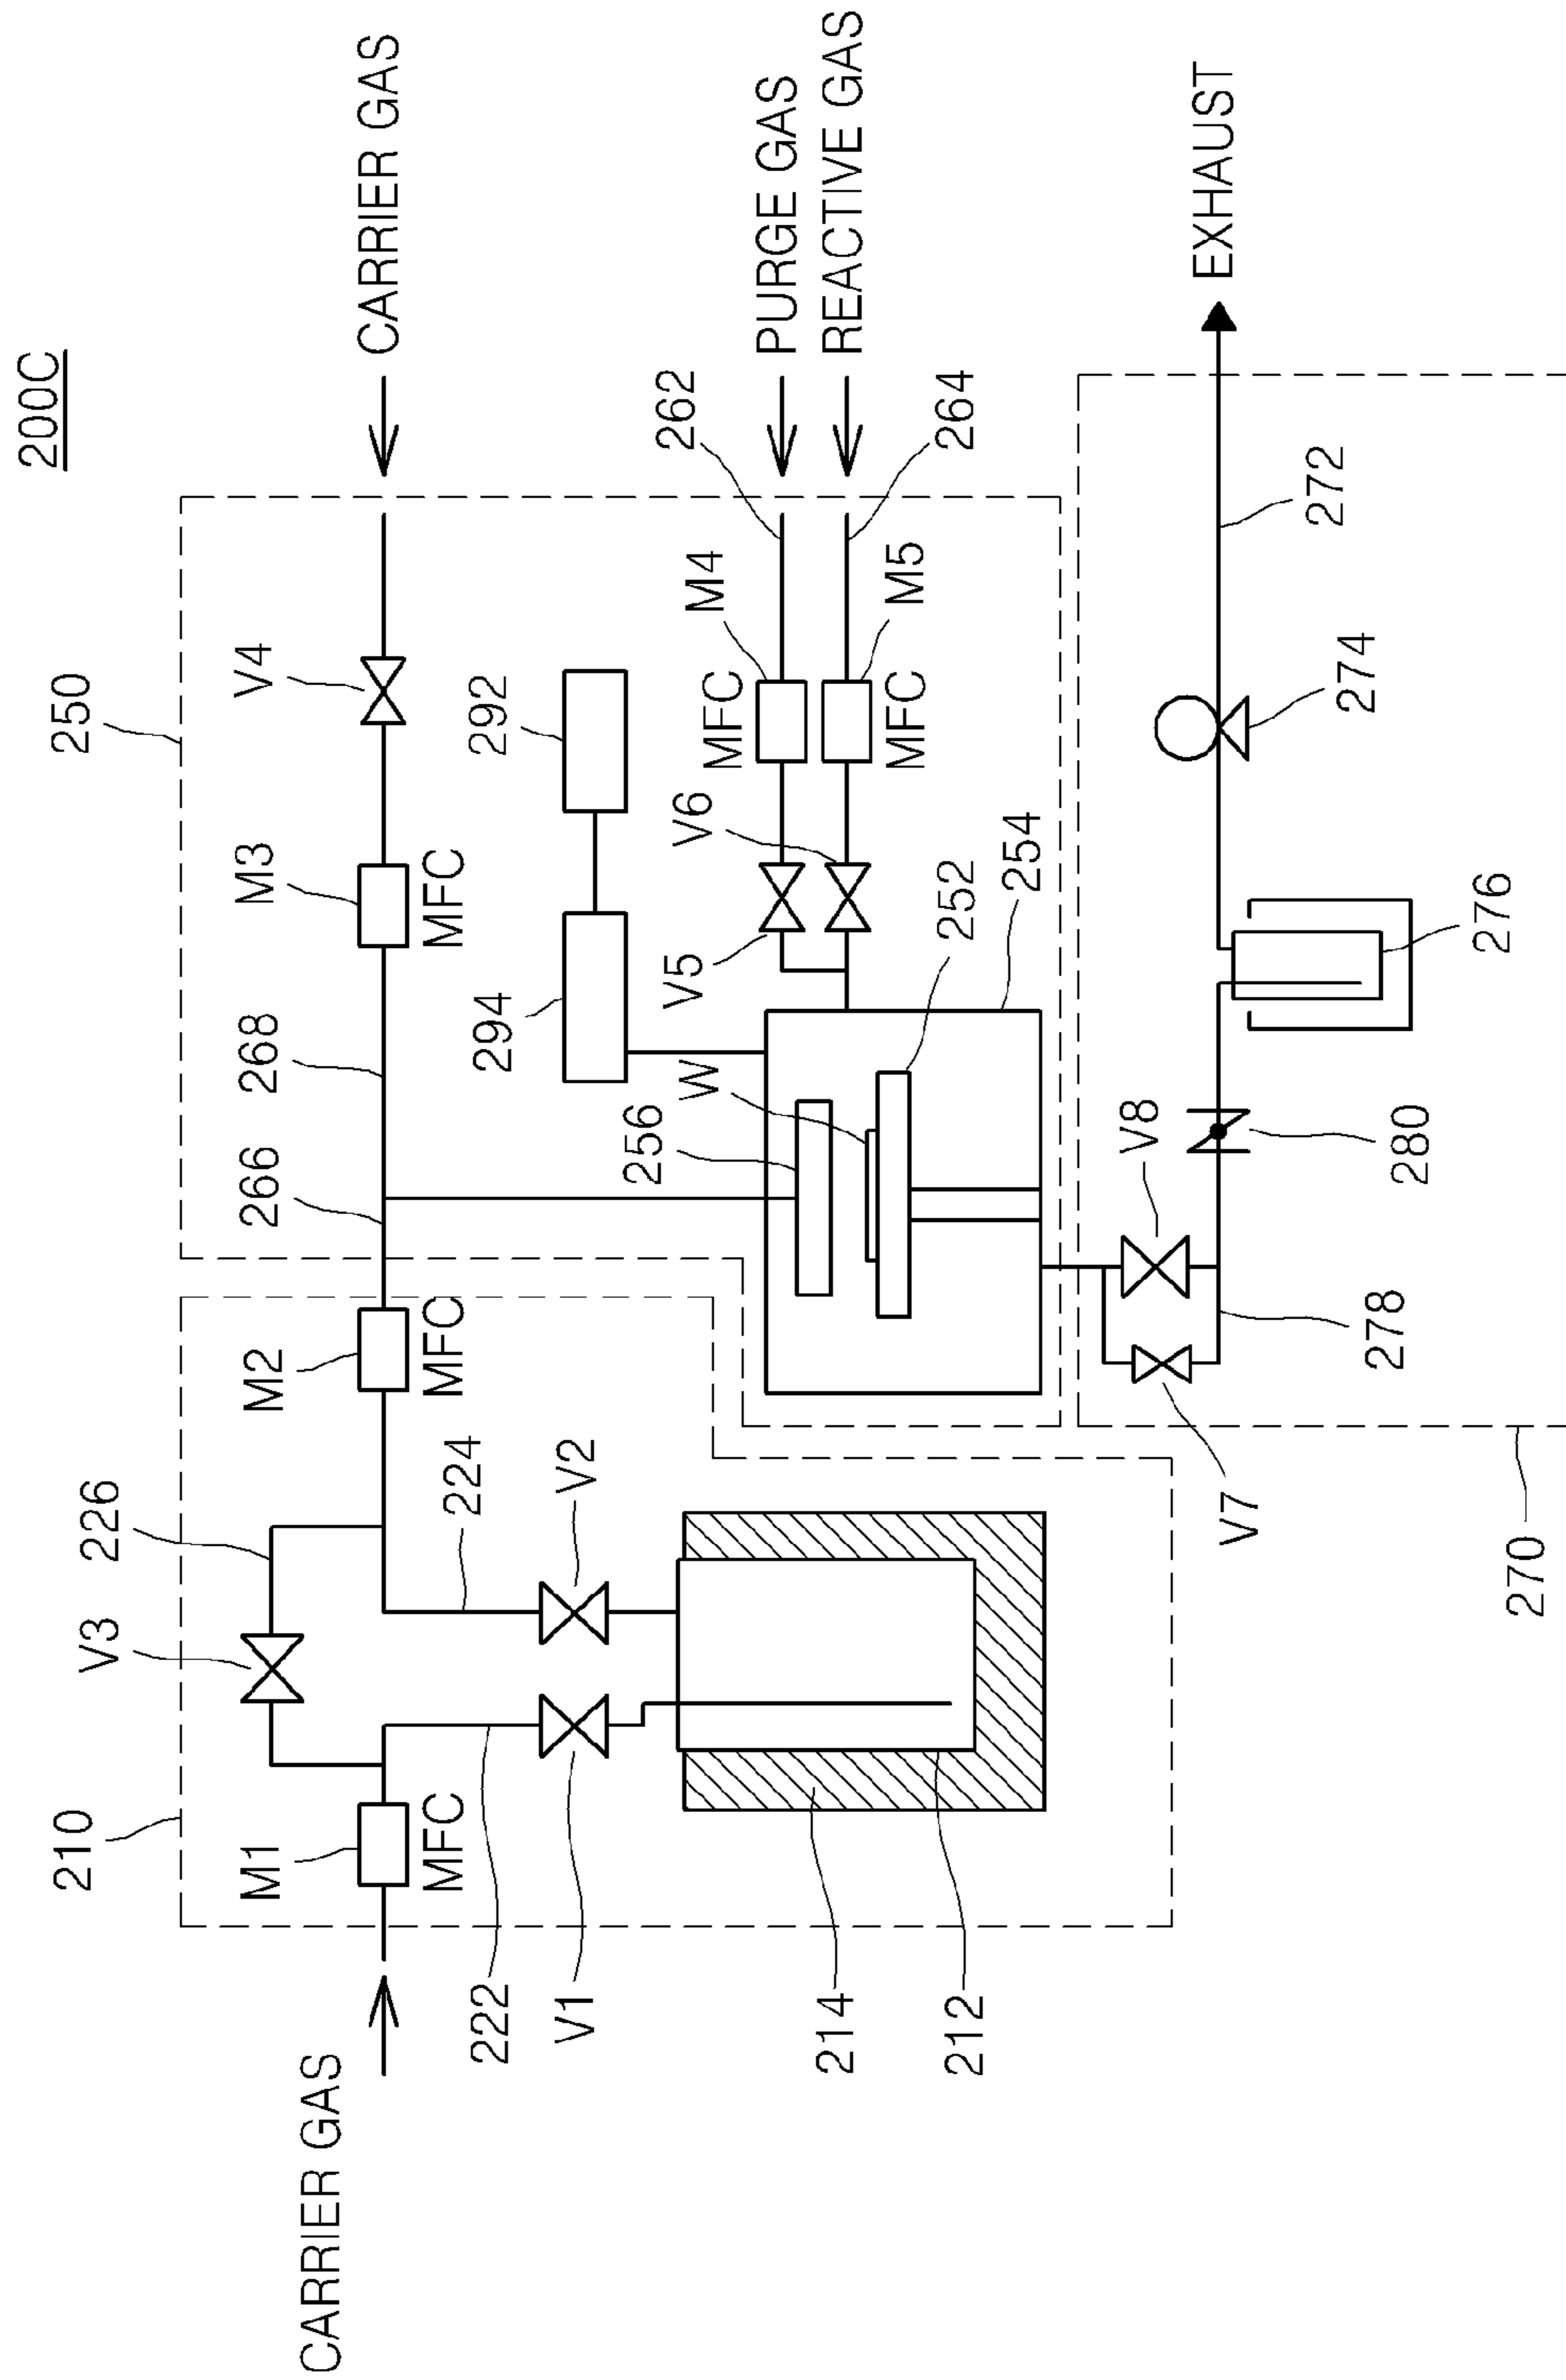 200C
210
226
V3
250
M1
MFC
M2
MFC
266
268
M3
MFC
V4
CARRIER GAS
CARRIER GAS
222
V1
224
V2
214
212
256
W
294
292
V5
V6
MFC
M4
262
PURGE GAS
REACTIVE GAS
MFC
M5
264
252
254
V7
V8
278
280
276
274
272
EXHAUST
270